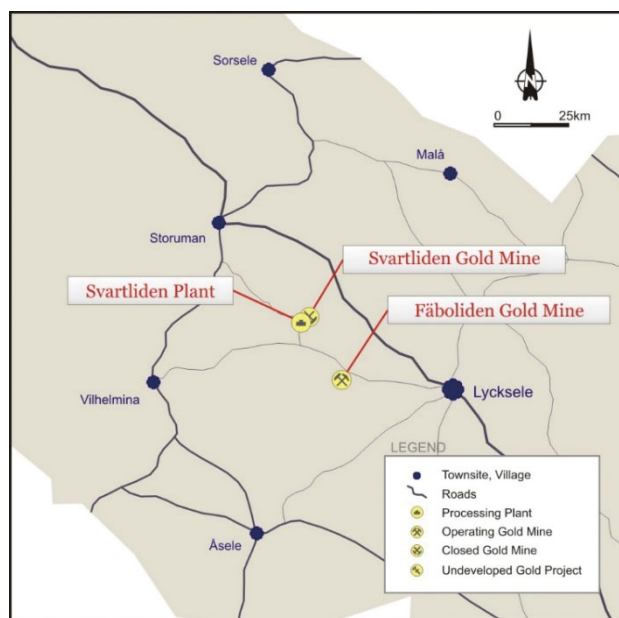 Sorsele
N
0 25km
Malå
Storuman
Svartliden Gold Mine
Svartliden Plant
Fäboliden Gold Mine
Vilhelmina
Lycksele
LEGEND
Townsite, Village
Roads
Processing Plant
Operating Gold Mine
Closed Gold Mine
Undeveloped Gold Project
Åsele